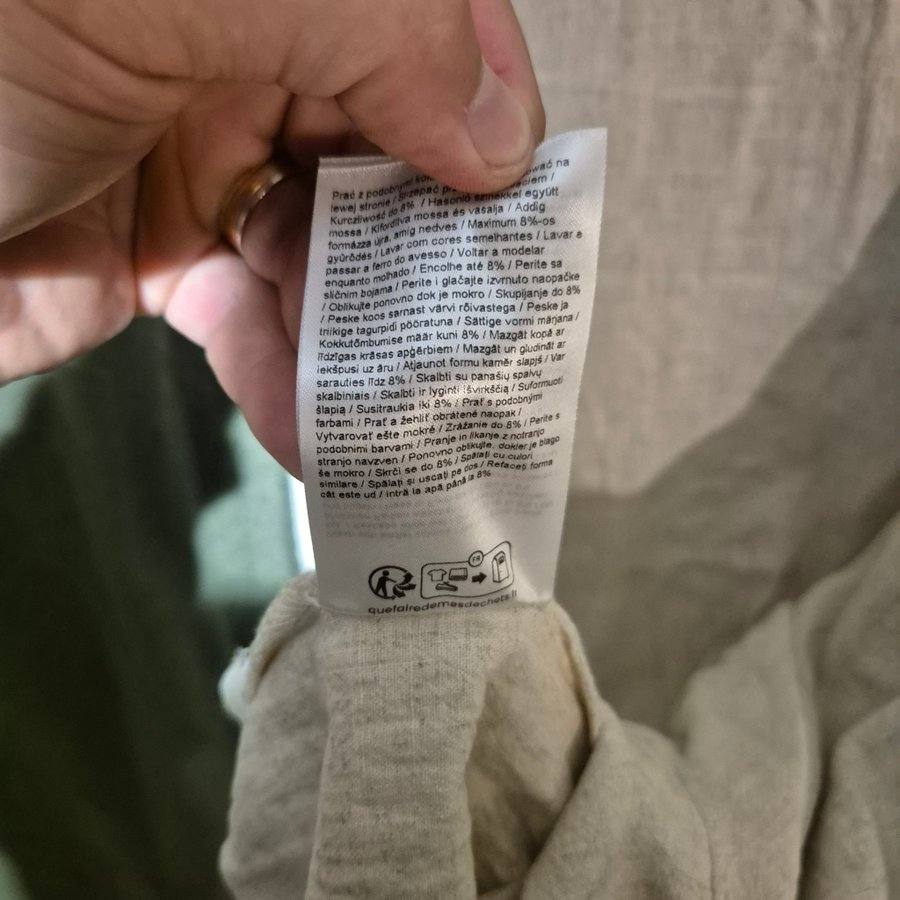 Prać z podobnymi
lewej stronie / Strzepać
Kurczliwość do 8% / Hasonló színekkel együtt
mossa / Kifordítva mossa és vasalja / Addig
formázza újra, amíg nedves / Maximum 8%-os
gyűrődés / Lavar com cores semelhantes / Lavar e
passar a ferro do avesso / Voltar a modelar
enquanto molhado / Encolhe até 8% / Perite sa
sličnim bojama / Perite i glačajte izvrnuto naopačke
/ Oblikujte ponovno dok je mokro / Skupljanje do 8%
/ Peske koos sarnast värvi rõivastega / Peske ja
triikige tagurpidi pööratuna / Sättige vormi märjana /
Kokkutõmbumise määr kuni 8% / Mazgāt kopā ar
līdzīgas krāsas apģērbiem / Mazgāt un gludināt ar
iekšpusi uz āru / Atjaunot formu kamēr slapjš / Var
sarauties līdz 8% / Skalbti su panašių spalvų
skalbiniais / Skalbti ir lyginti išvirkščią / Suformuoti
šlapią / Susitraukia iki 8% / Prať s podobnými
farbami / Prať a žehliť obrátené naopak /
Vytvarovať ešte mokré / Zrážanie do 8% / Perite s
podobnimi barvami / Pranje in likanje z notranjo
stranjo navzven / Ponovno oblikujte, dokler je blago
še mokro / Skrči se do 8% / Spălați cu culori
similare / Spălați și uscați pe dos / Refaceți forma
cât este ud / intră la apă până la 8%
FR
quefairedemesdechets.fr